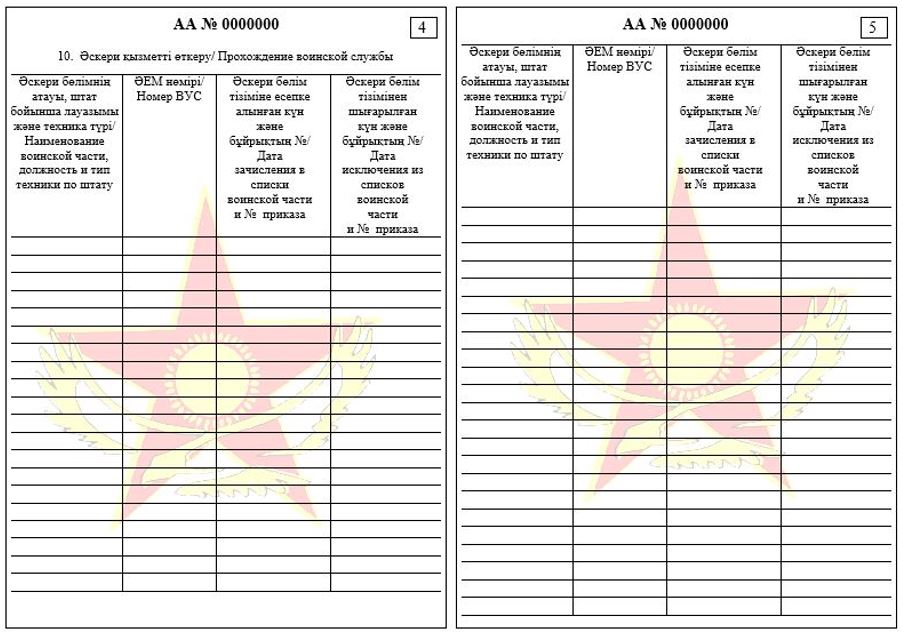 АА № 0000000
4
10. Әскери қызметті өткеру/ Прохождение воинской службы
Әскери бөлімнің
атауы, штат
бойынша лауазымы
және техника түрі/
Наименование
воинской части,
должность и тип
техники по штату
ӘЕМ нөмірі/
Номер ВУС
Әскери бөлім
тізіміне есепке
алынған күн
және
бұйрықтың №/
Дата
зачисления в
списки
воинской части
и № приказа
Әскери бөлім
тізімінен
шығарылған
күн және
бұйрықтың №/
Дата
исключения из
списков
воинской
части
и № приказа
АА № 0000000
5
Әскери бөлімнің
атауы, штат
бойынша лауазымы
және техника түрі/
Наименование
воинской части,
должность и тип
техники по штату
ӘЕМ нөмірі/
Номер ВУС
Әскери бөлім
тізіміне есепке
алынған күн
және
бұйрықтың №/
Дата
зачисления в
списки
воинской части
и № приказа
Әскери бөлім
тізімінен
шығарылған
күн және
бұйрықтың №/
Дата
исключения из
списков
воинской
части
и № приказа